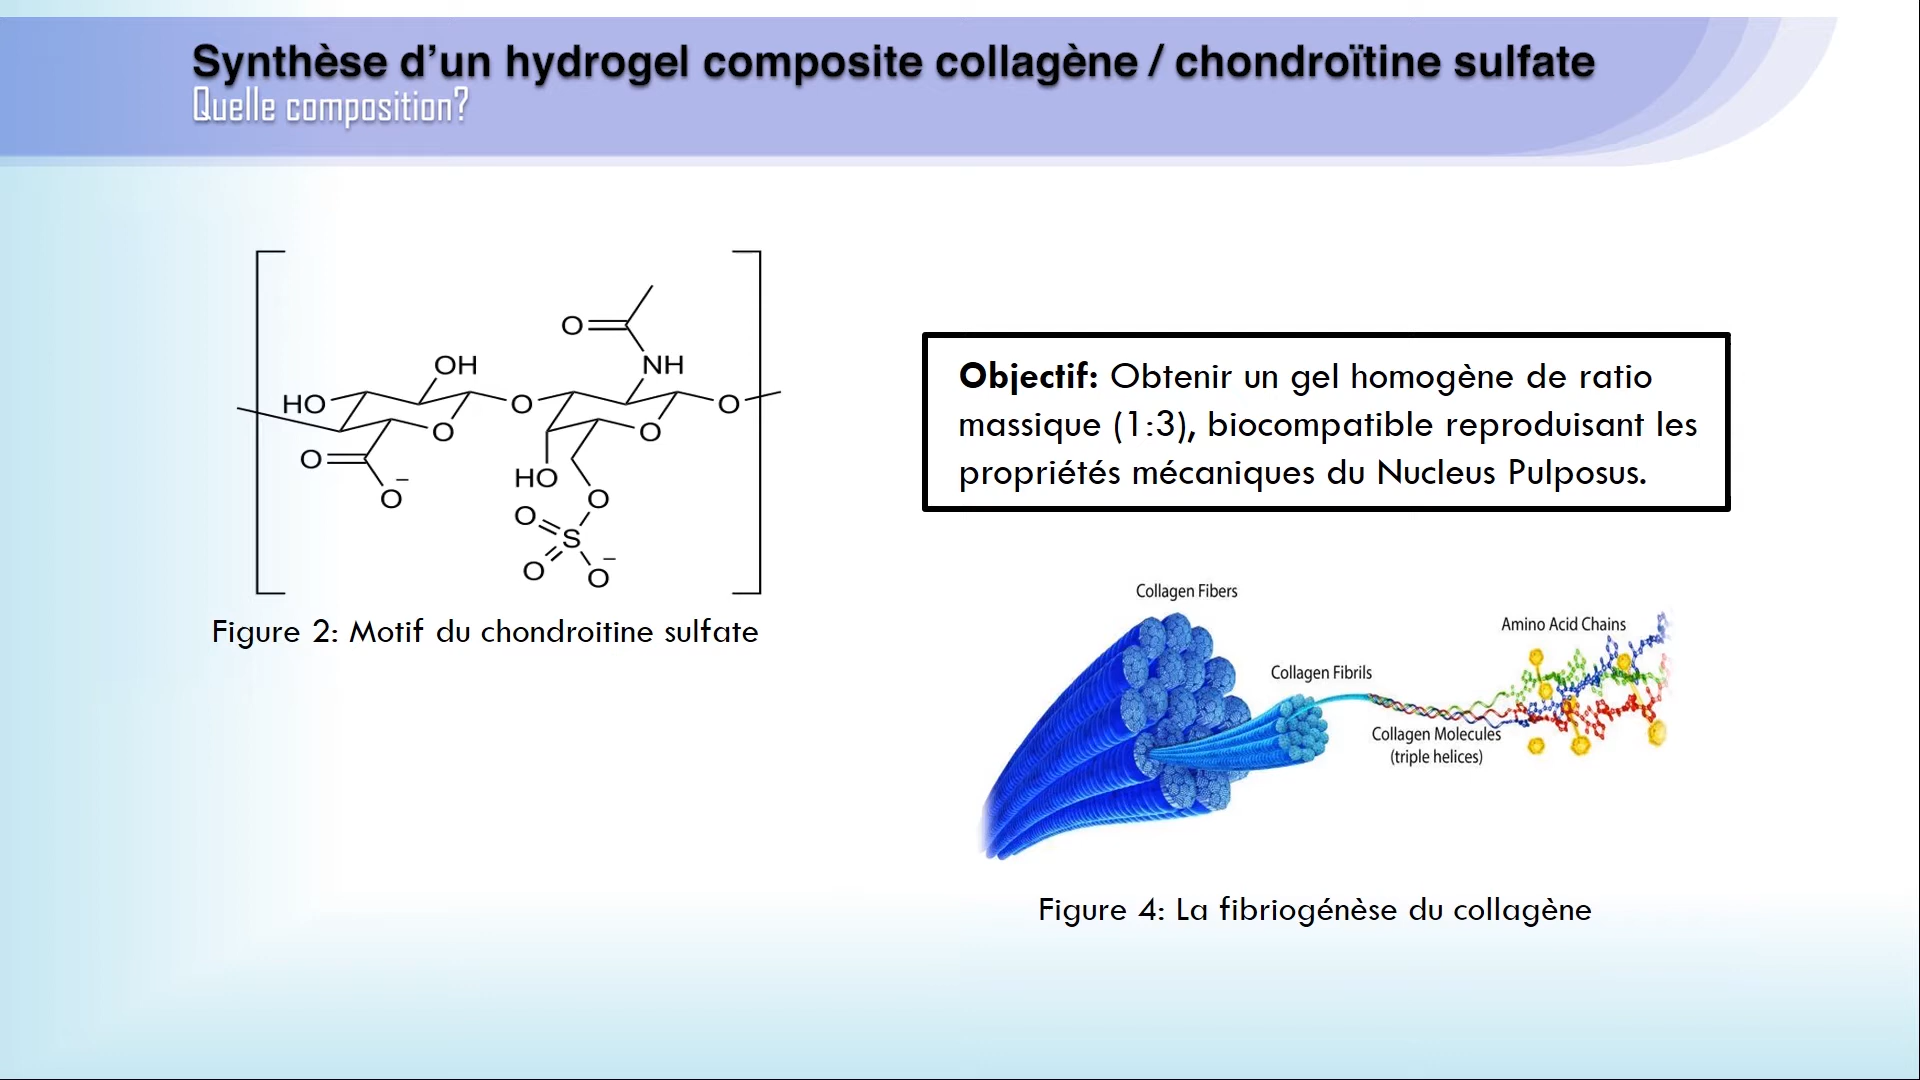 Synthèse d’un hydrogel composite collagène / chondroïtine sulfate
Quelle composition?
O
NH
OH
HO
O
O
O
O
O
O⁻
HO
O
O
S
O
O⁻
Figure 2: Motif du chondroitine sulfate
Objectif: Obtenir un gel homogène de ratio
massique (1:3), biocompatible reproduisant les
propriétés mécaniques du Nucleus Pulposus.
Collagen Fibers
Amino Acid Chains
Collagen Fibrils
Collagen Molecules
(triple helices)
Figure 4: La fibriogénèse du collagène